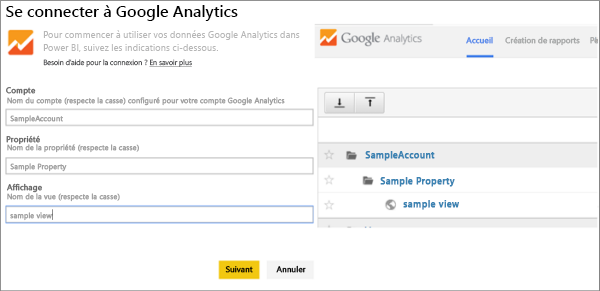 Se connecter à Google Analytics
Pour commencer à utiliser vos données Google Analytics dans
Power BI, suivez les indications ci-dessous.
Besoin d'aide pour la connexion ? En savoir plus
Compte
Nom du compte (respecte la casse) configuré pour votre compte Google Analytics
SampleAccount
Propriété
Nom de la propriété (respecte la casse)
Sample Property
Affichage
Nom de la vue (respecte la casse)
sample view
Suivant Annuler
Google Analytics
Accueil Création de rapports
SampleAccount
Sample Property
sample view